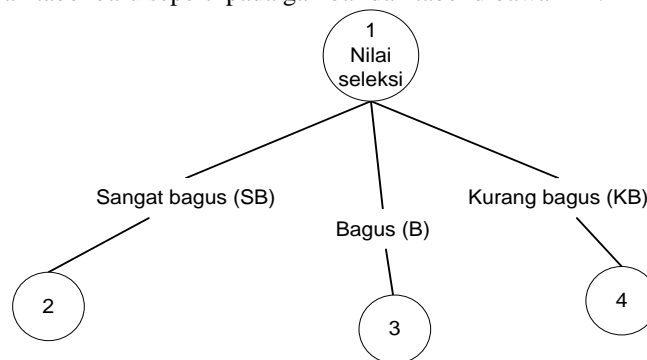 1
Nilai
seleksi
Sangat bagus (SB)
Kurang bagus (KB)
Bagus (B)
2
3
4